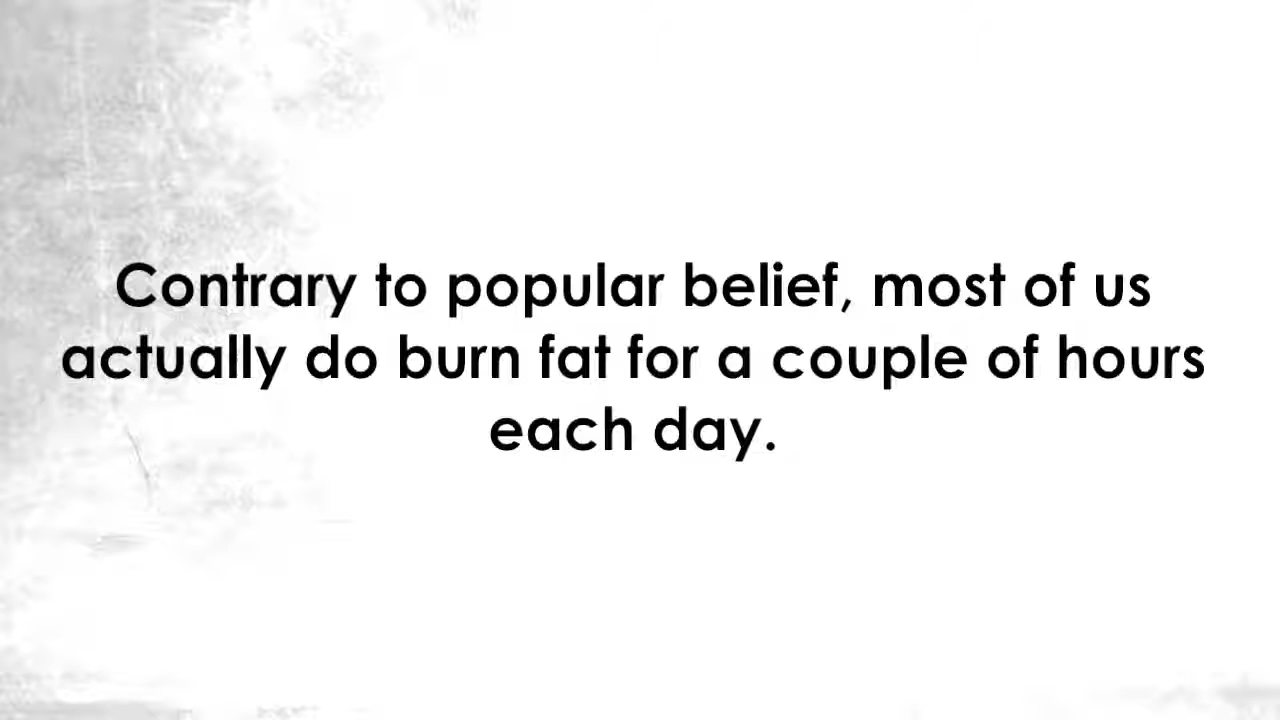 Contrary to popular belief, most of us
actually do burn fat for a couple of hours
each day.